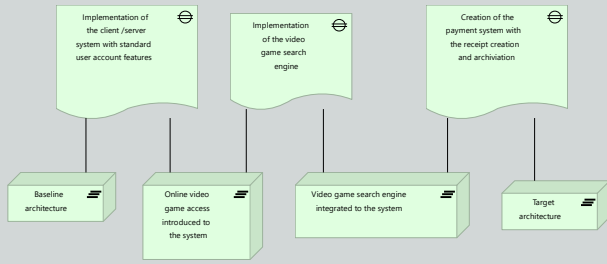 Implementation of
the client /server
system with standard
user account features
Implementation
of the video
game search
engine
Creation of the
payment system with
the receipt creation
and archiviation
Baseline
architecture
Online video
game access
introduced to
the system
Video game search engine
integrated to the system
Target
architecture